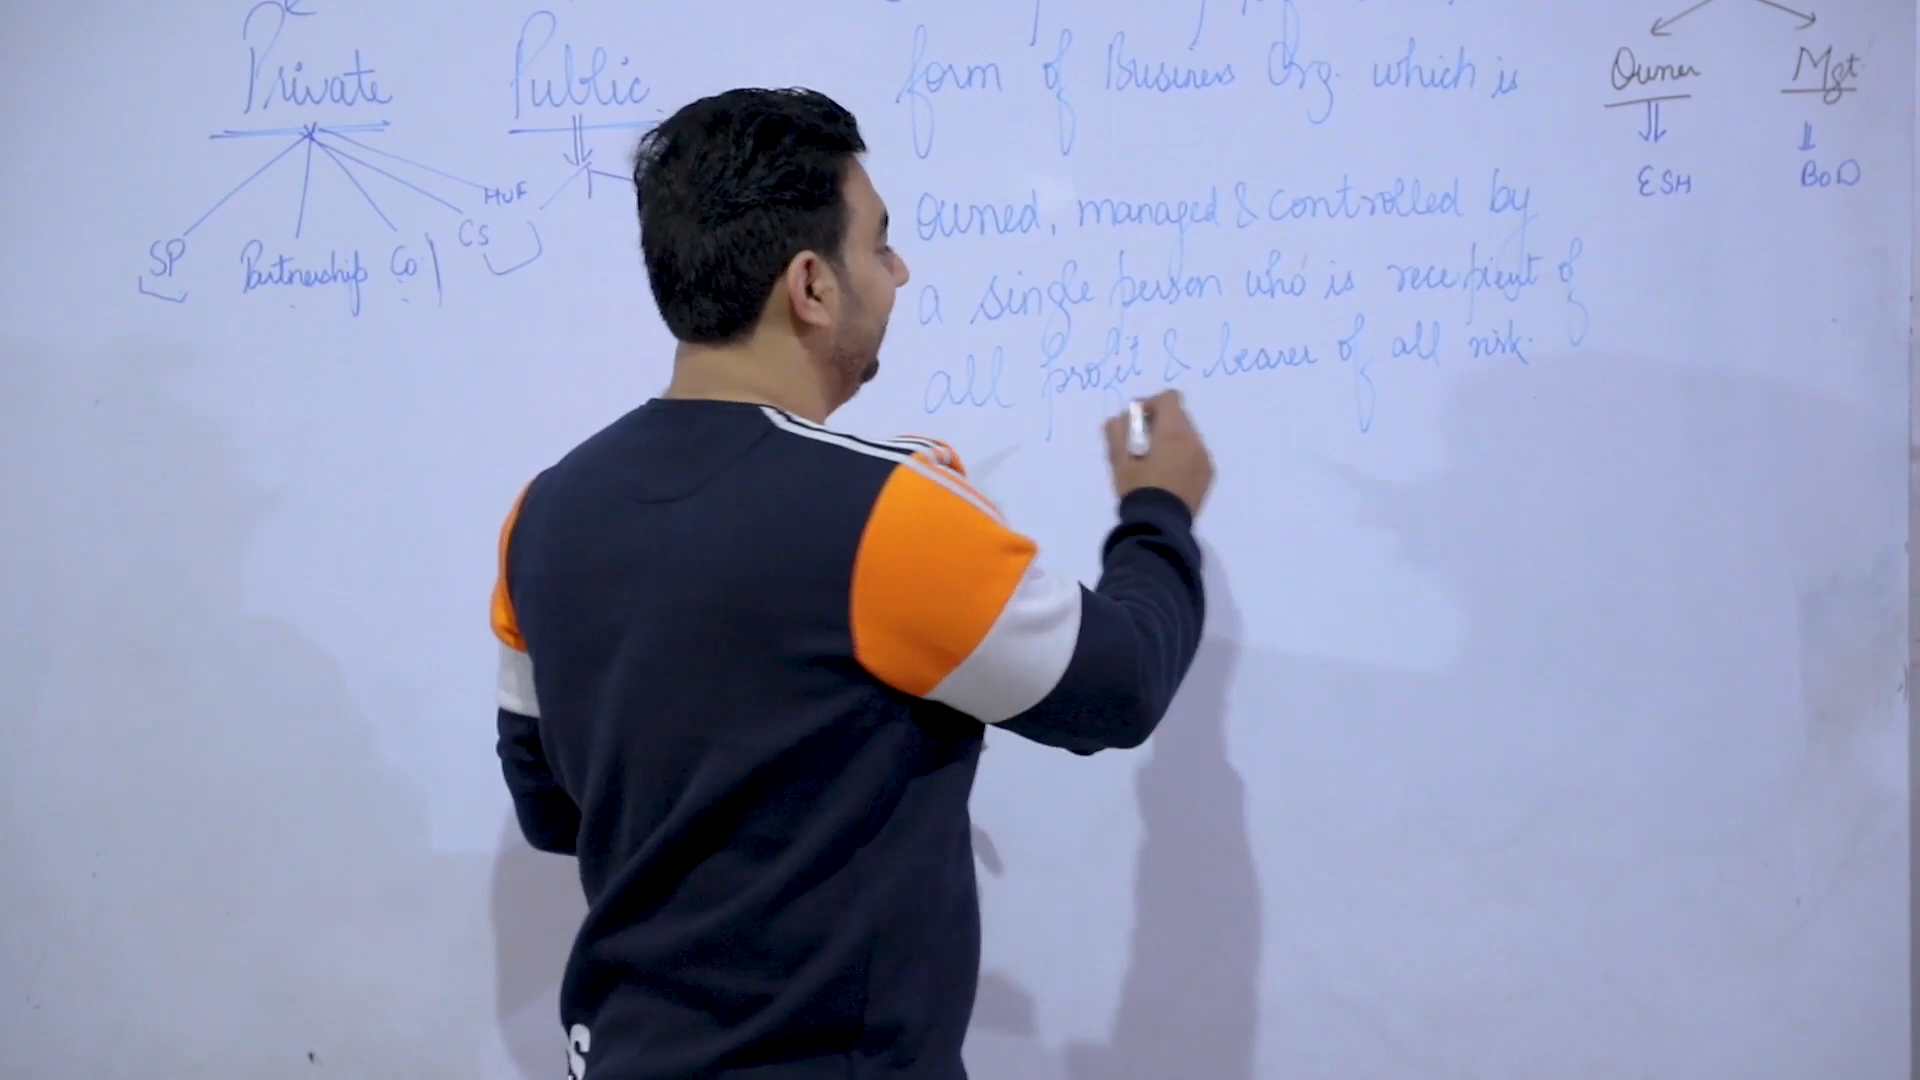 Private
Public
HUF
SP
Partnership
Co.
CS
form of Business Org. which is
owned, managed & controlled by
a single person who is recepient of
all profit & bearer of all risk.
Owner
Mgt.
ESH
BOD
S